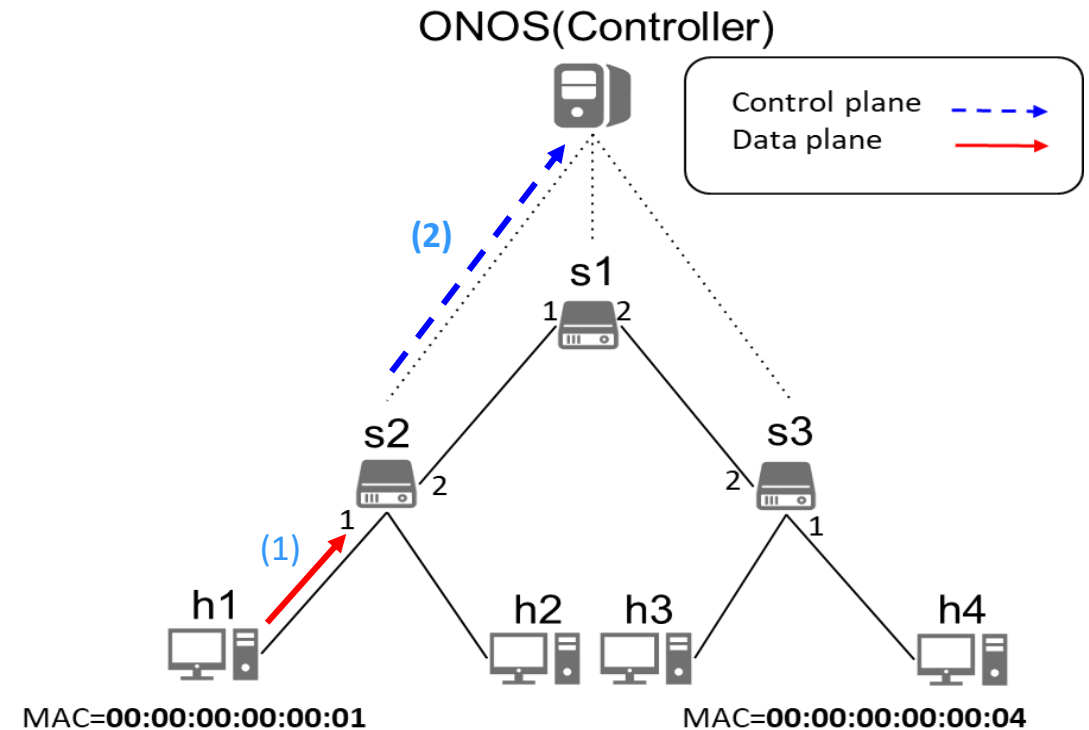 ONOS(Controller)
Control plane
Data plane
(2)
s1
1 2
s2
s3
2
2
1
1
(1)
h1
h2
h3
h4
MAC=00:00:00:00:00:01
MAC=00:00:00:00:00:04